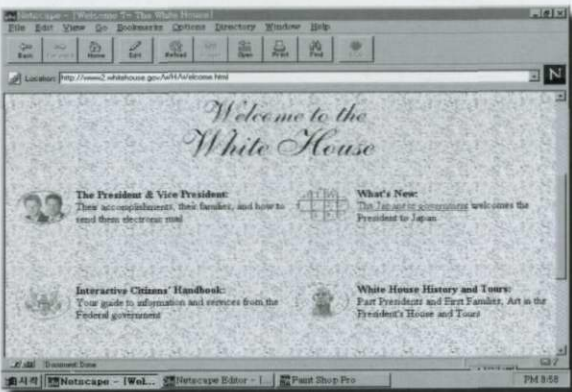 Netscape - [Welcome To The White House]
File Edit View Go Bookmarks Options Directory Window Help
Back Forward Home Edit Reload Open Print Find
Location: http://www2.whitehouse.gov/WH/Welcome.html
N
Welcome to the
White House
The President & Vice President:
Their accomplishments, their families, and how to
send them electronic mail
What's New:
The Japanese government welcomes the
President to Japan
Interactive Citizens' Handbook:
Your guide to information and services from the
Federal government
White House History and Tours:
Past Presidents and First Families, Art in the
President's House and Tours
Document Done
시작 Netscape - [Wel... Netscape Editor - [... Paint Shop Pro PM 8:58